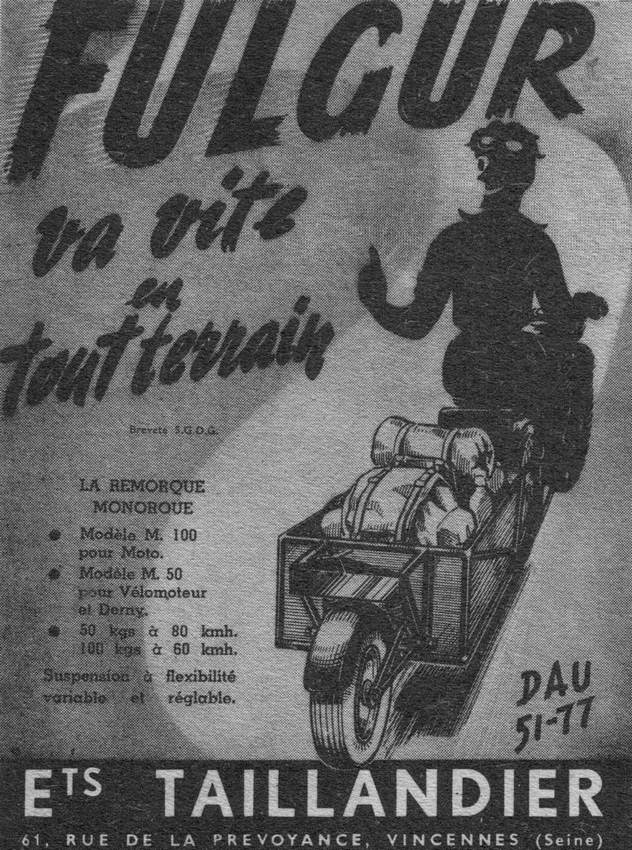 FULGUR
va vite
en
tout terrain
Breveté S.G.D.G.
LA REMORQUE
MONOROUE
• Modèle M. 100
pour Moto.
• Modèle M. 50
pour Vélomoteur
et Derny.
• 50 kgs à 80 kmh.
100 kgs à 60 kmh.
Suspension à flexibilité
variable et réglable.
DAU
51-77
ETS TAILLANDIER
61, RUE DE LA PREVOYANCE, VINCENNES (Seine)